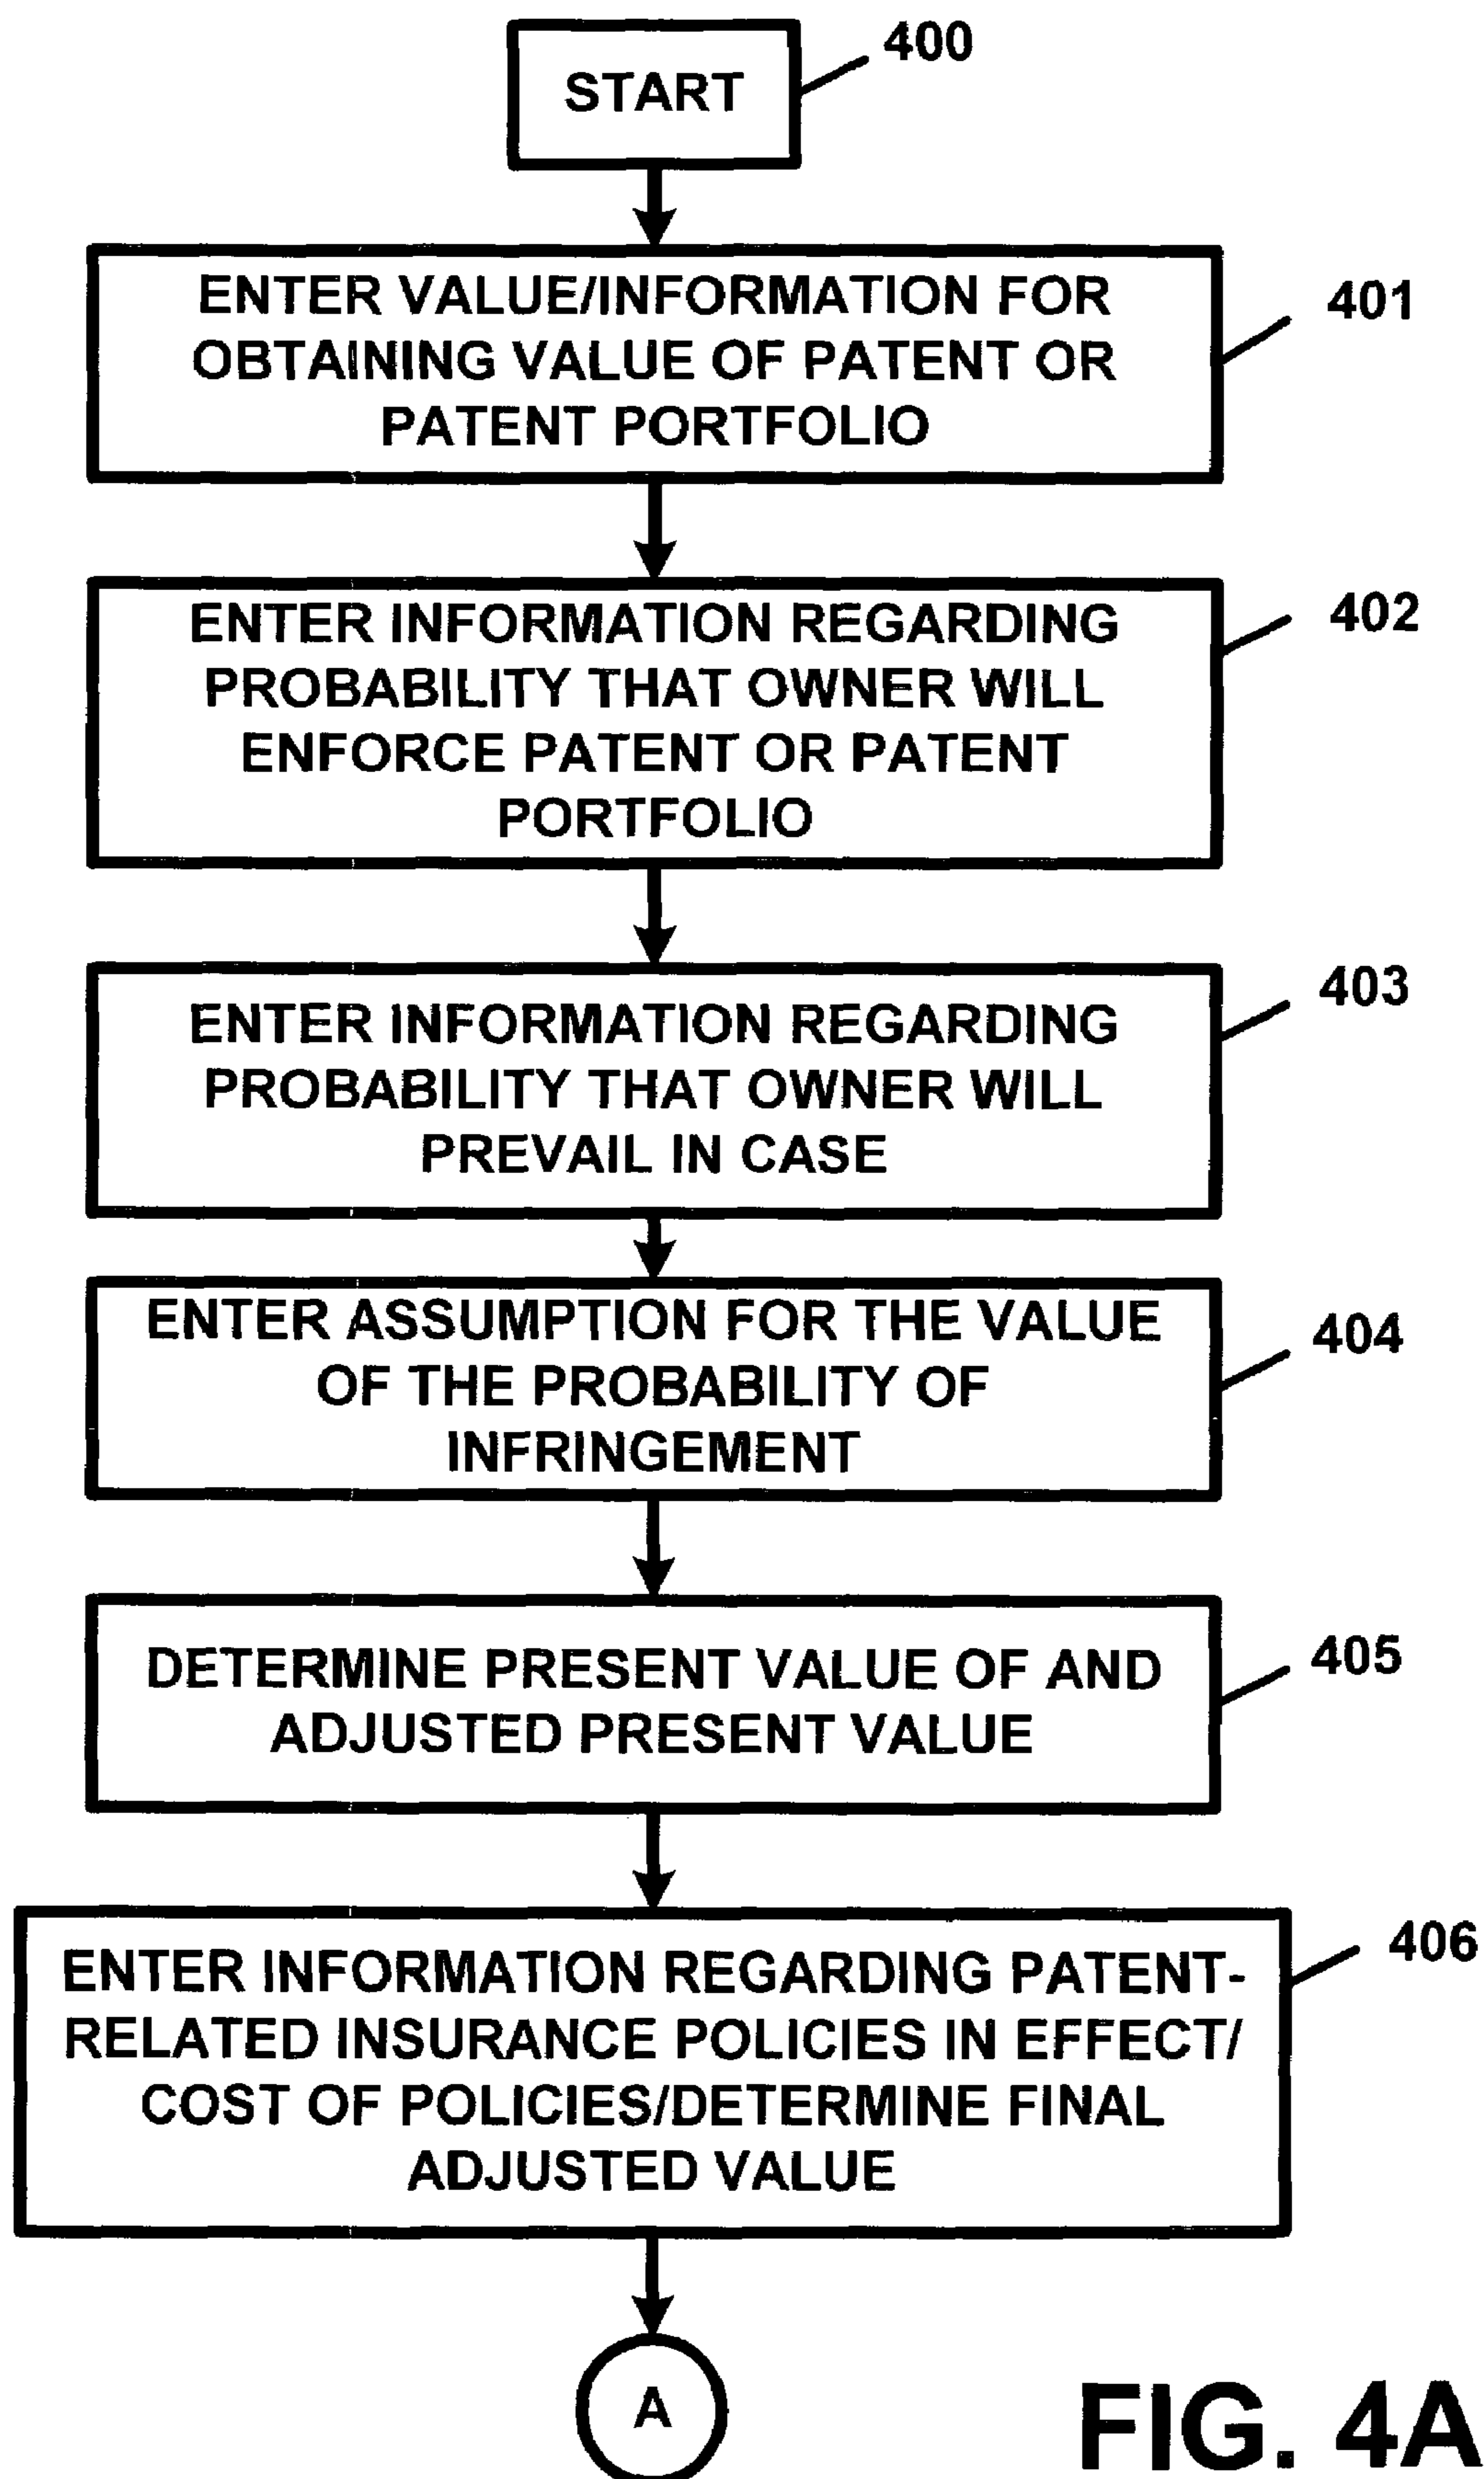 START
400
ENTER VALUE/INFORMATION FOR
OBTAINING VALUE OF PATENT OR
PATENT PORTFOLIO
401
ENTER INFORMATION REGARDING
PROBABILITY THAT OWNER WILL
ENFORCE PATENT OR PATENT
PORTFOLIO
402
ENTER INFORMATION REGARDING
PROBABILITY THAT OWNER WILL
PREVAIL IN CASE
403
ENTER ASSUMPTION FOR THE VALUE
OF THE PROBABILITY OF
INFRINGEMENT
404
DETERMINE PRESENT VALUE OF AND
ADJUSTED PRESENT VALUE
405
ENTER INFORMATION REGARDING PATENT-
RELATED INSURANCE POLICIES IN EFFECT/
COST OF POLICIES/DETERMINE FINAL
ADJUSTED VALUE
406
A
FIG. 4A